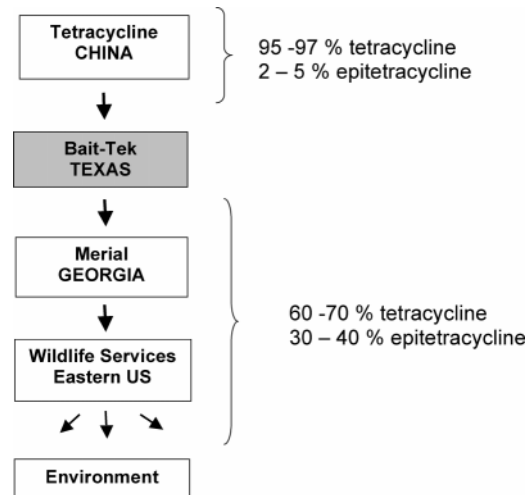 Tetracycline
CHINA
95 -97 % tetracycline
2 – 5 % epitetracycline
Bait-Tek
TEXAS
Merial
GEORGIA
60 -70 % tetracycline
30 – 40 % epitetracycline
Wildlife Services
Eastern US
Environment